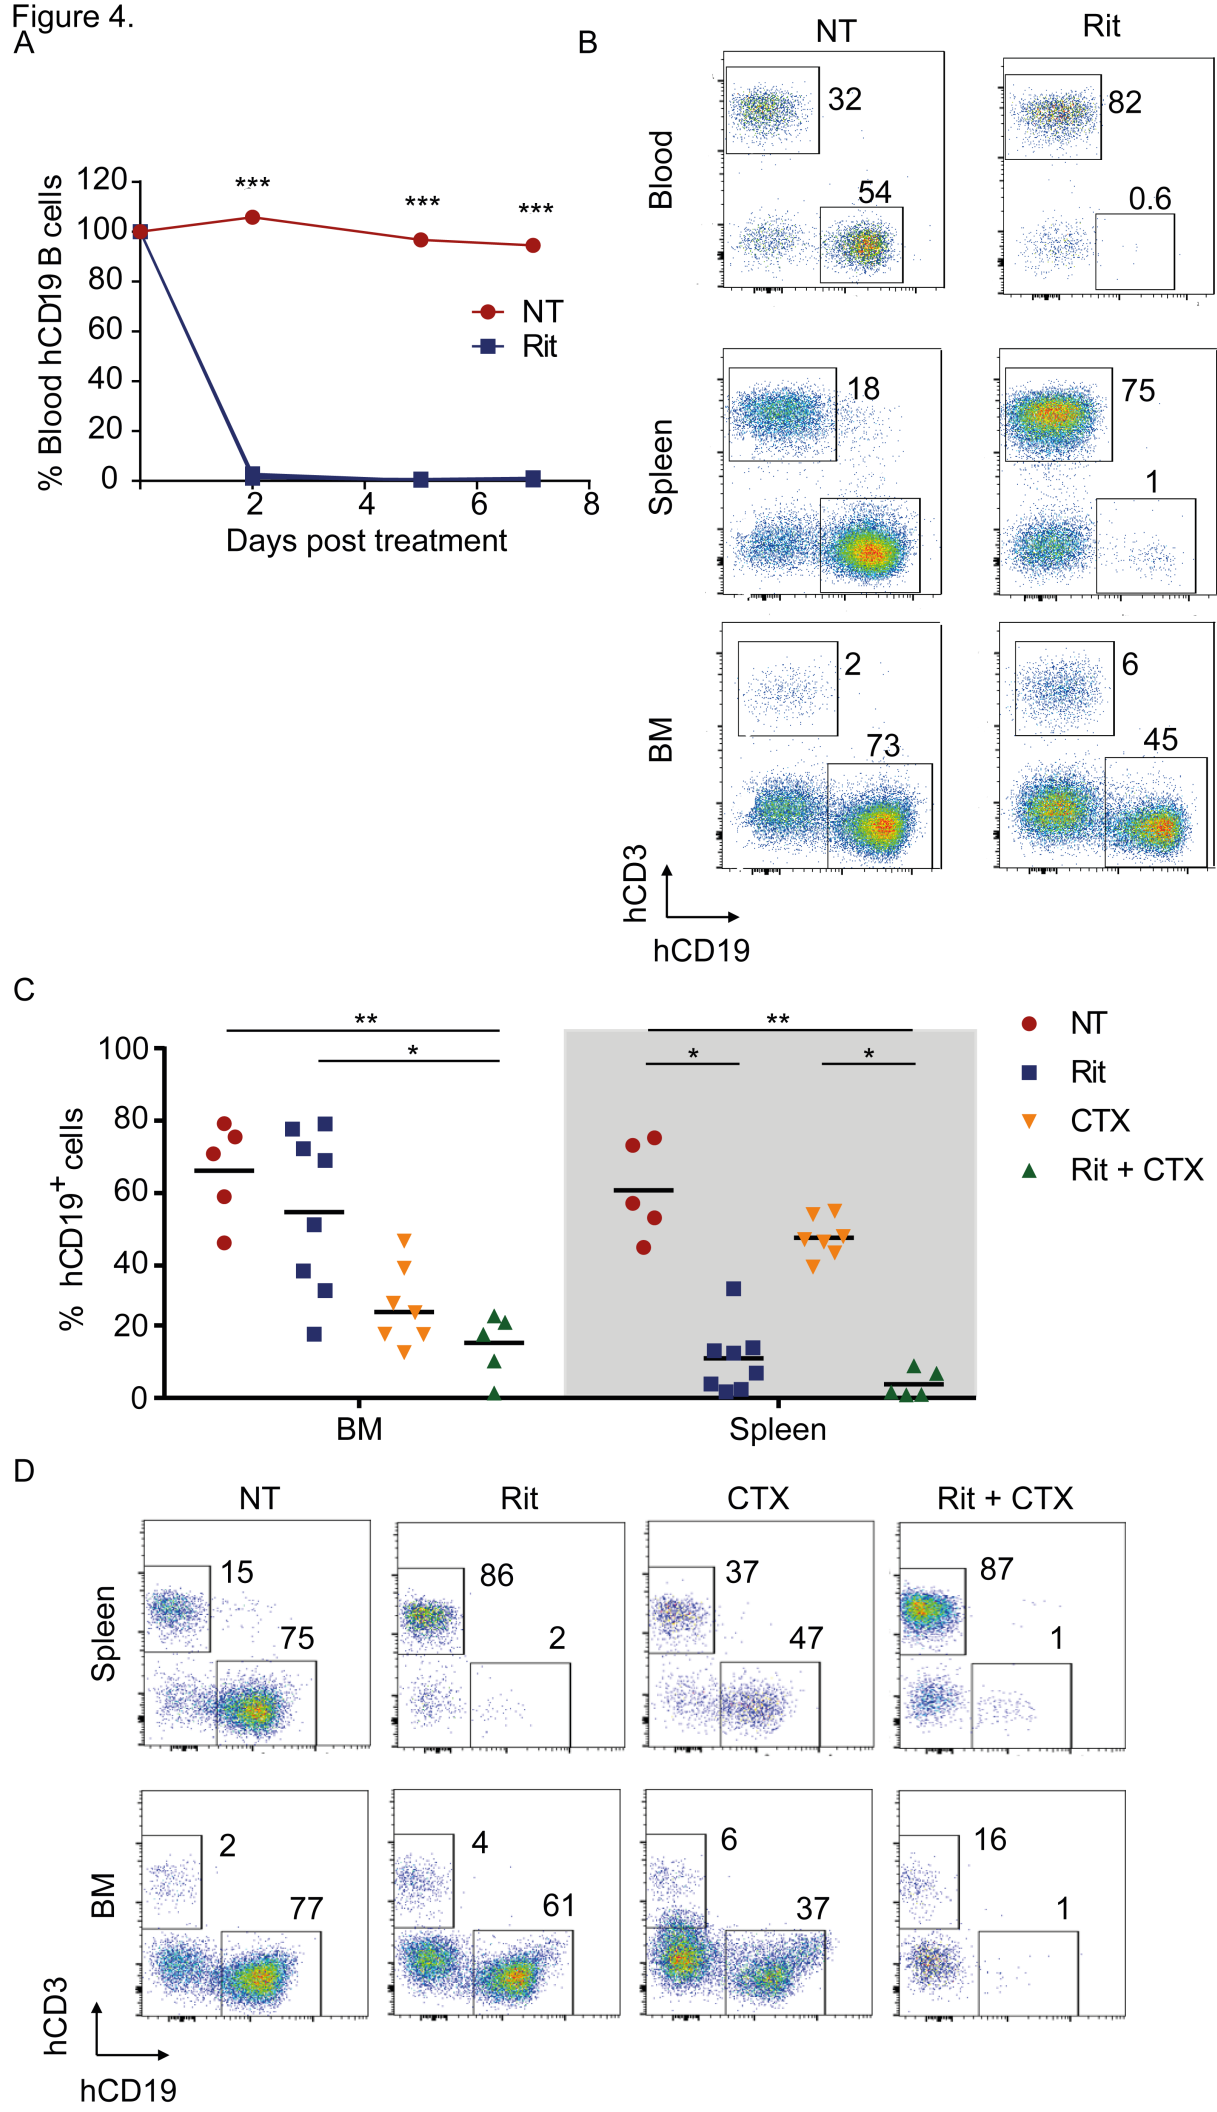 Figure 4.
A
% Blood hCD19 B cells
120
100
80
60
40
20
0
***
***
***
NT
Rit
2
4
6
8
Days post treatment
B
NT
Rit
Blood
32
54
82
0.6
Spleen
18
75
1
BM
2
73
6
45
hCD3
hCD19
C
% hCD19+ cells
100
80
60
40
20
0
**
*
**
*
*
BM
Spleen
NT
Rit
CTX
Rit + CTX
D
NT
Rit
CTX
Rit + CTX
Spleen
15
75
86
2
37
47
87
1
BM
2
77
4
61
6
37
16
1
hCD3
hCD19